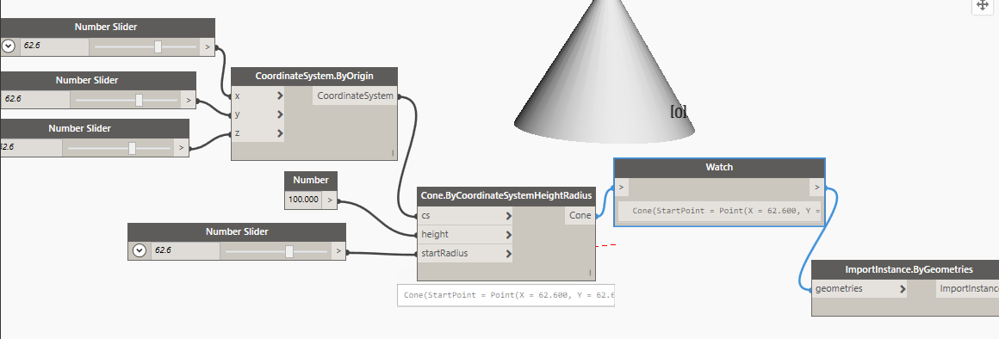 Number Slider
62.6 >
Number Slider
62.6 >
Number Slider
62.6 >
CoordinateSystem.ByOrigin
x > CoordinateSystem
y >
z >
I
[0]
Number
100.000 >
Number Slider
62.6 >
Cone.ByCoordinateSystemHeightRadius
cs > Cone
height >
startRadius >
I
Cone(StartPoint = Point(X = 62.600, Y = 62.6
Watch
> >
Cone(StartPoint = Point(X = 62.600, Y =
ImportInstance.ByGeometries
geometries > ImportInstance